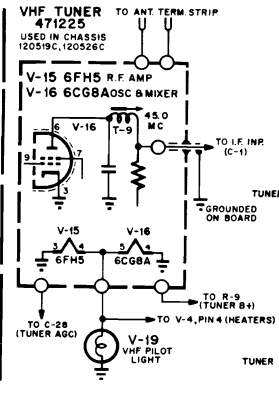 VHF TUNER
471225
USED IN CHASSIS
120519C, 120526C
TO ANT. TERM. STRIP
V-15 6FH5 R.F. AMP
V-16 6CG8A OSC & MIXER
45.0
MC
6
V-16
T-9
9
7
3
TO I.F. INP.
(C-1)
TUNE
GROUNDED
ON BOARD
V-15
V-16
3
4
5
4
6FH5
6CG8A
TO R-9
(TUNER B+)
TO C-28
(TUNER AGC)
TO V-4, PIN 4 (HEATERS)
V-19
VHF PILOT
LIGHT
TUNER